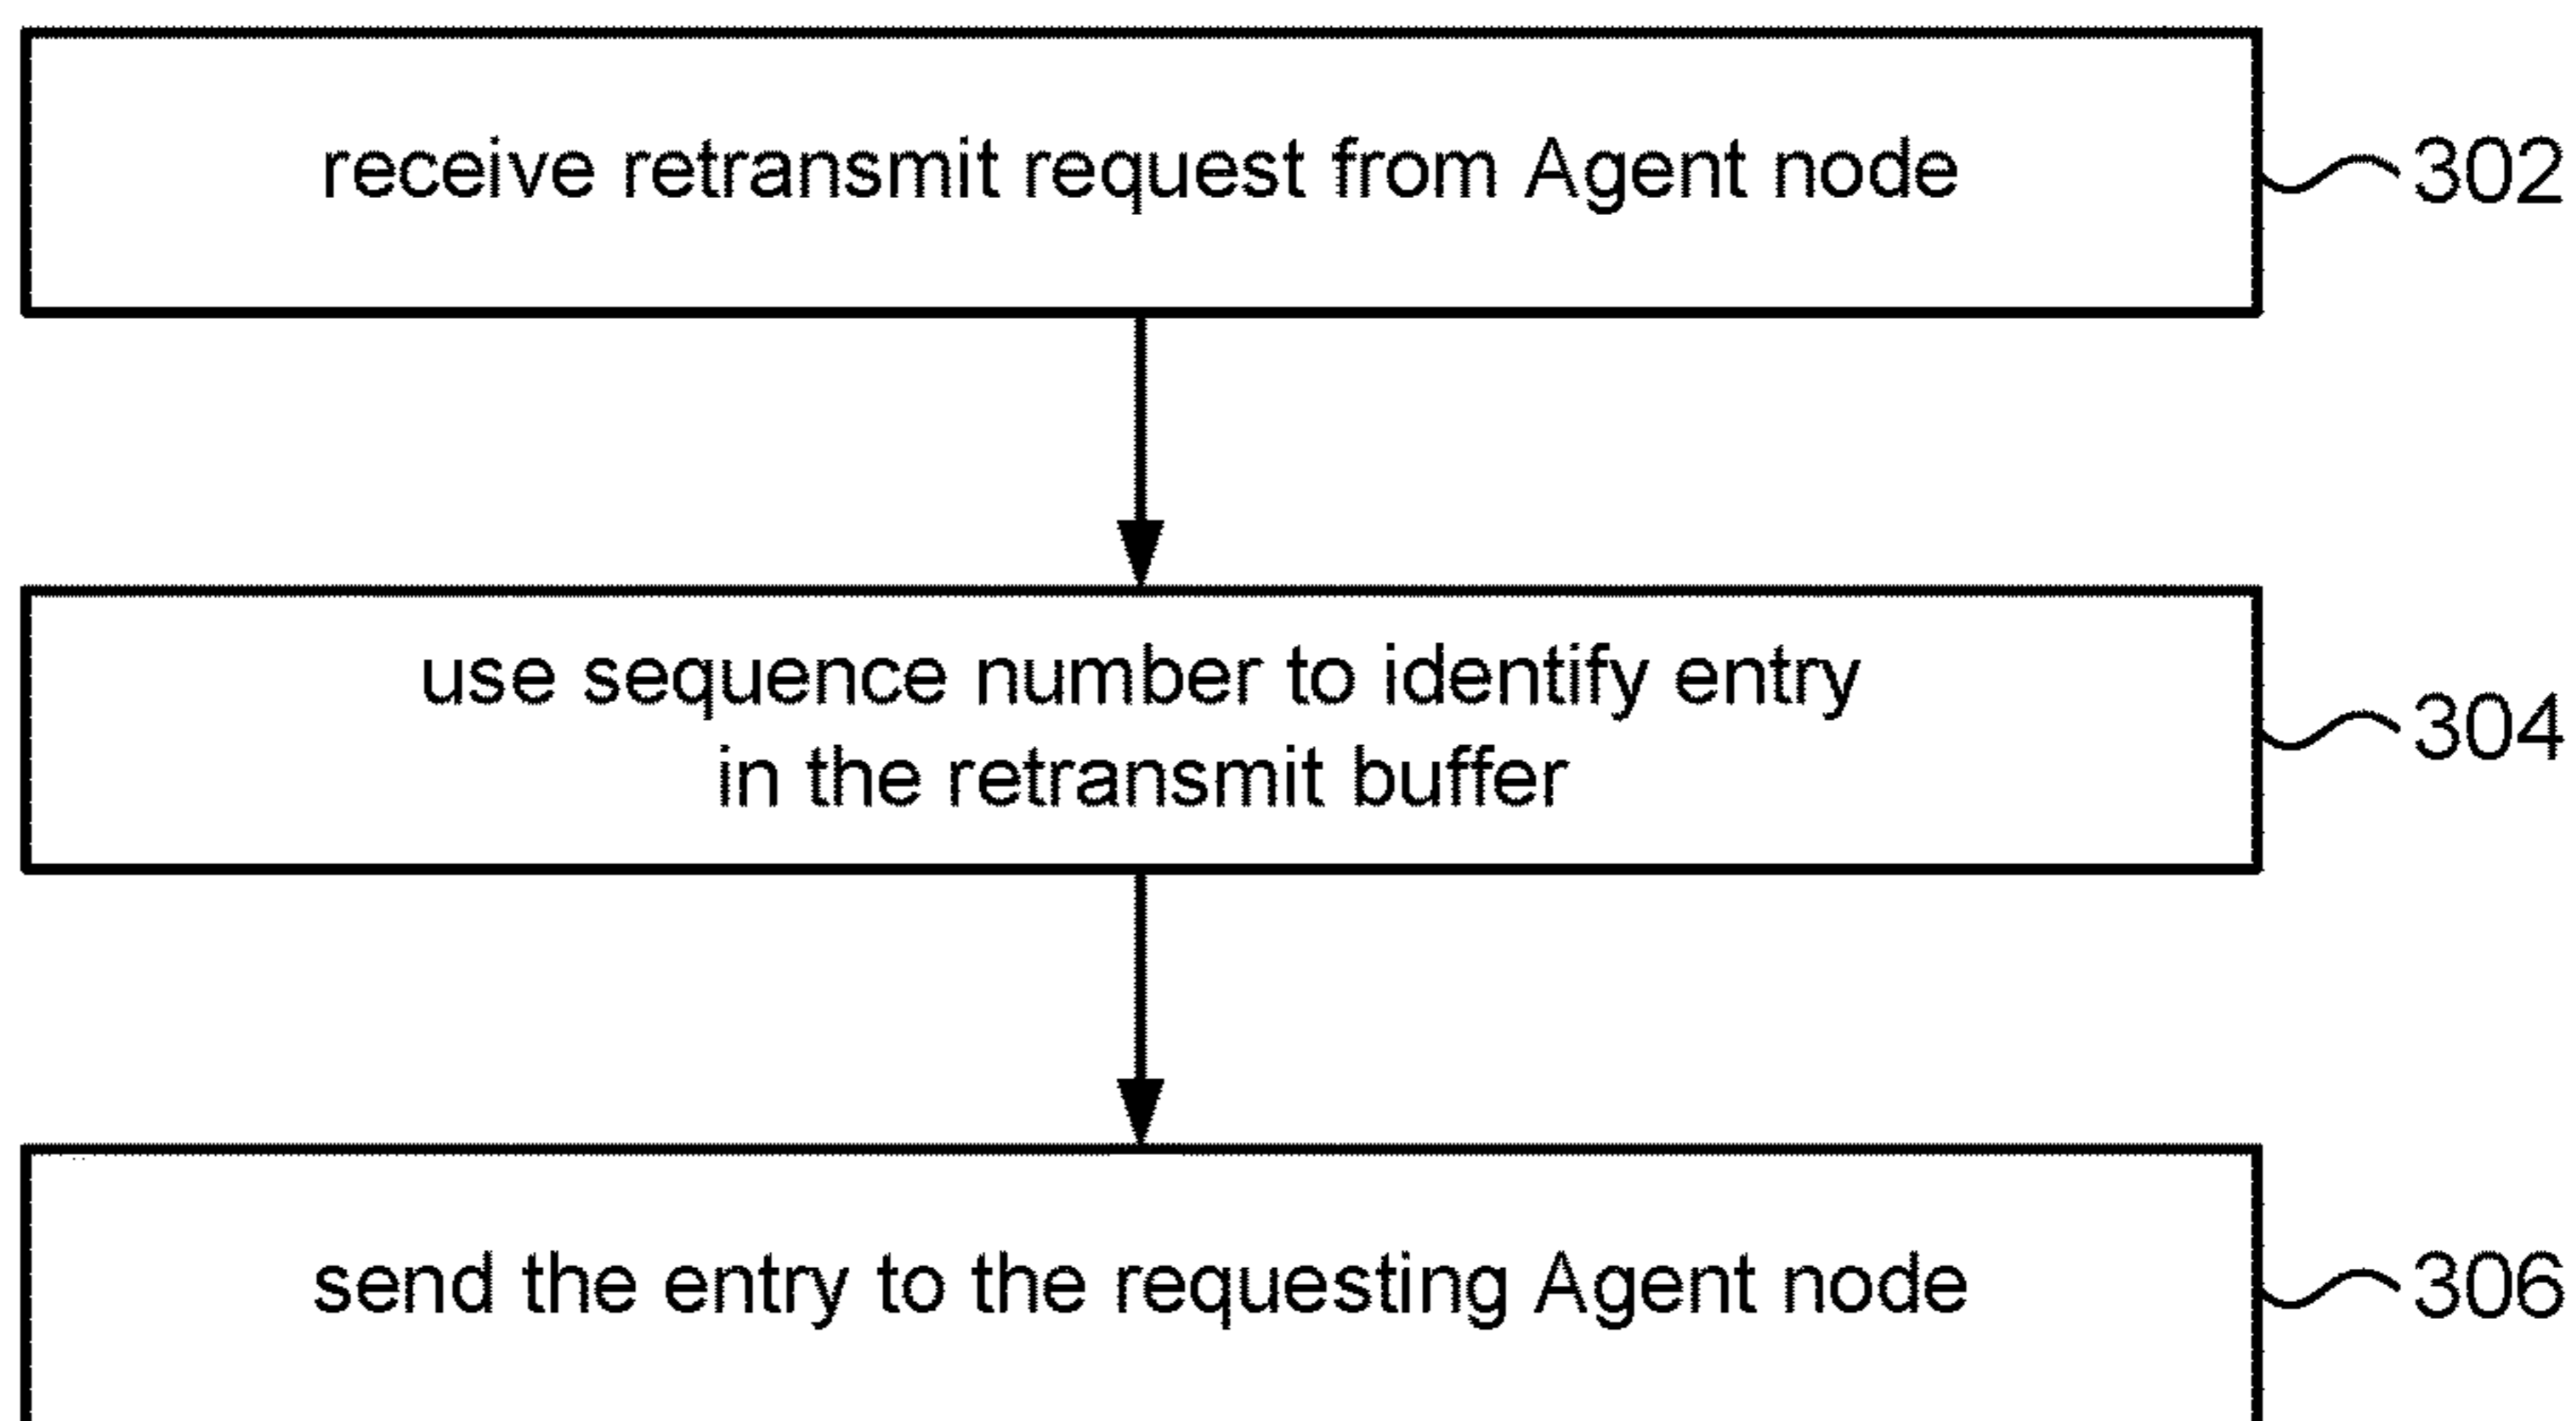 receive retransmit request from Agent node
302
use sequence number to identify entry
in the retransmit buffer
304
send the entry to the requesting Agent node
306